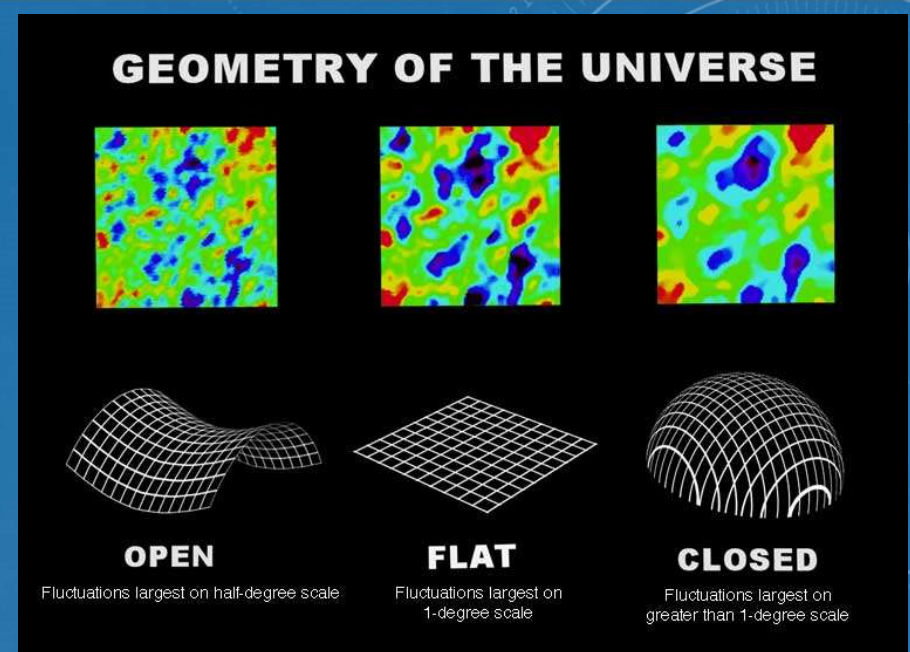 GEOMETRY OF THE UNIVERSE
OPEN
Fluctuations largest on half-degree scale
FLAT
Fluctuations largest on
1-degree scale
CLOSED
Fluctuations largest on
greater than 1-degree scale